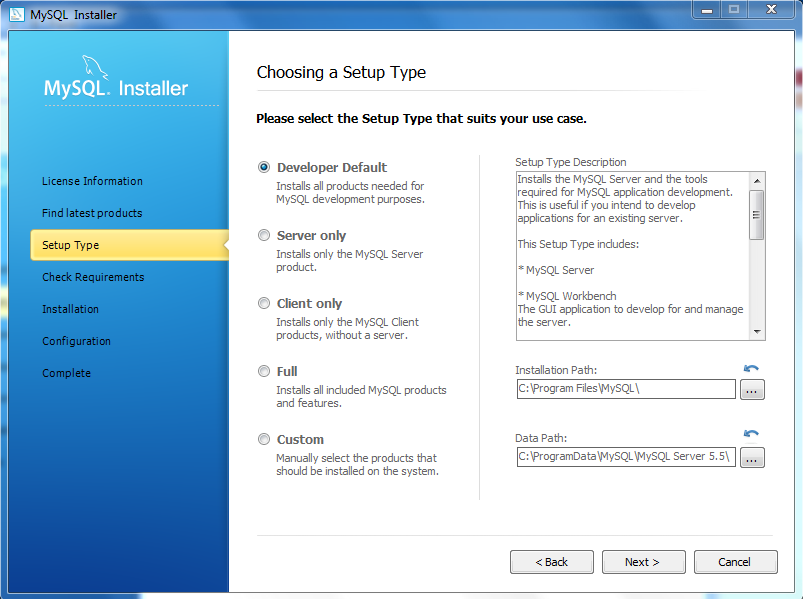 MySQL Installer
MySQL. Installer
License Information
Find latest products
Setup Type
Check Requirements
Installation
Configuration
Complete
Choosing a Setup Type
Please select the Setup Type that suits your use case.
Developer Default
Installs all products needed for
MySQL development purposes.
Server only
Installs only the MySQL Server
product.
Client only
Installs only the MySQL Client
products, without a server.
Full
Installs all included MySQL products
and features.
Custom
Manually select the products that
should be installed on the system.
Setup Type Description
Installs the MySQL Server and the tools
required for MySQL application development.
This is useful if you intend to develop
applications for an existing server.
This Setup Type includes:
* MySQL Server
* MySQL Workbench
The GUI application to develop for and manage
the server.
Installation Path:
C:\Program Files\MySQL\
...
Data Path:
C:\ProgramData\MySQL\MySQL Server 5.5\
...
< Back
Next >
Cancel